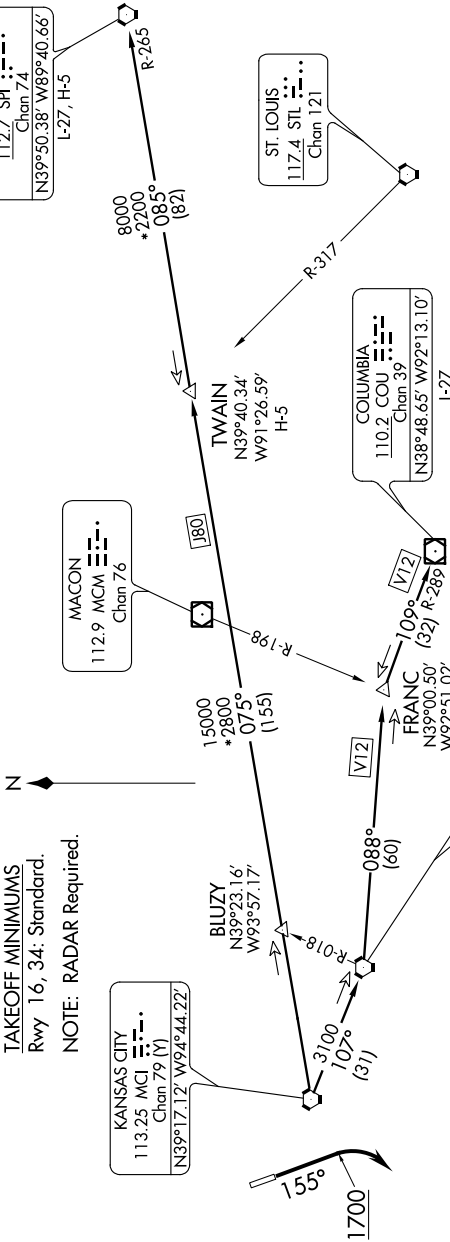 TAKEOFF MINIMUMS
Rwy 16, 34: Standard.
NOTE: RADAR Required.
N
KANSAS CITY
113.25 MCI
Chan 79 (Y)
N39°17.12' W94°44.22'
MACON
112.9 MCM
Chan 76
112.7 SPI
Chan 74
N39°50.38' W89°40.66'
L-27, H-5
R-265
8000
*2200
085°
(82)
ST. LOUIS
117.4 STL
Chan 121
R-317
TWAIN
N39°40.34'
W91°26.59'
H-5
J80
15000
*2800
075°
(155)
R-198
BLUZY
N39°23.16'
W93°57.17'
R-018
3100
107°
(31)
088°
(60)
V12
FRANC
N39°00.50'
W92°51.02'
V12
109°
(32)
R-289
COLUMBIA
110.2 COU
Chan 39
N38°48.65' W92°13.10'
L-27
155°
1700